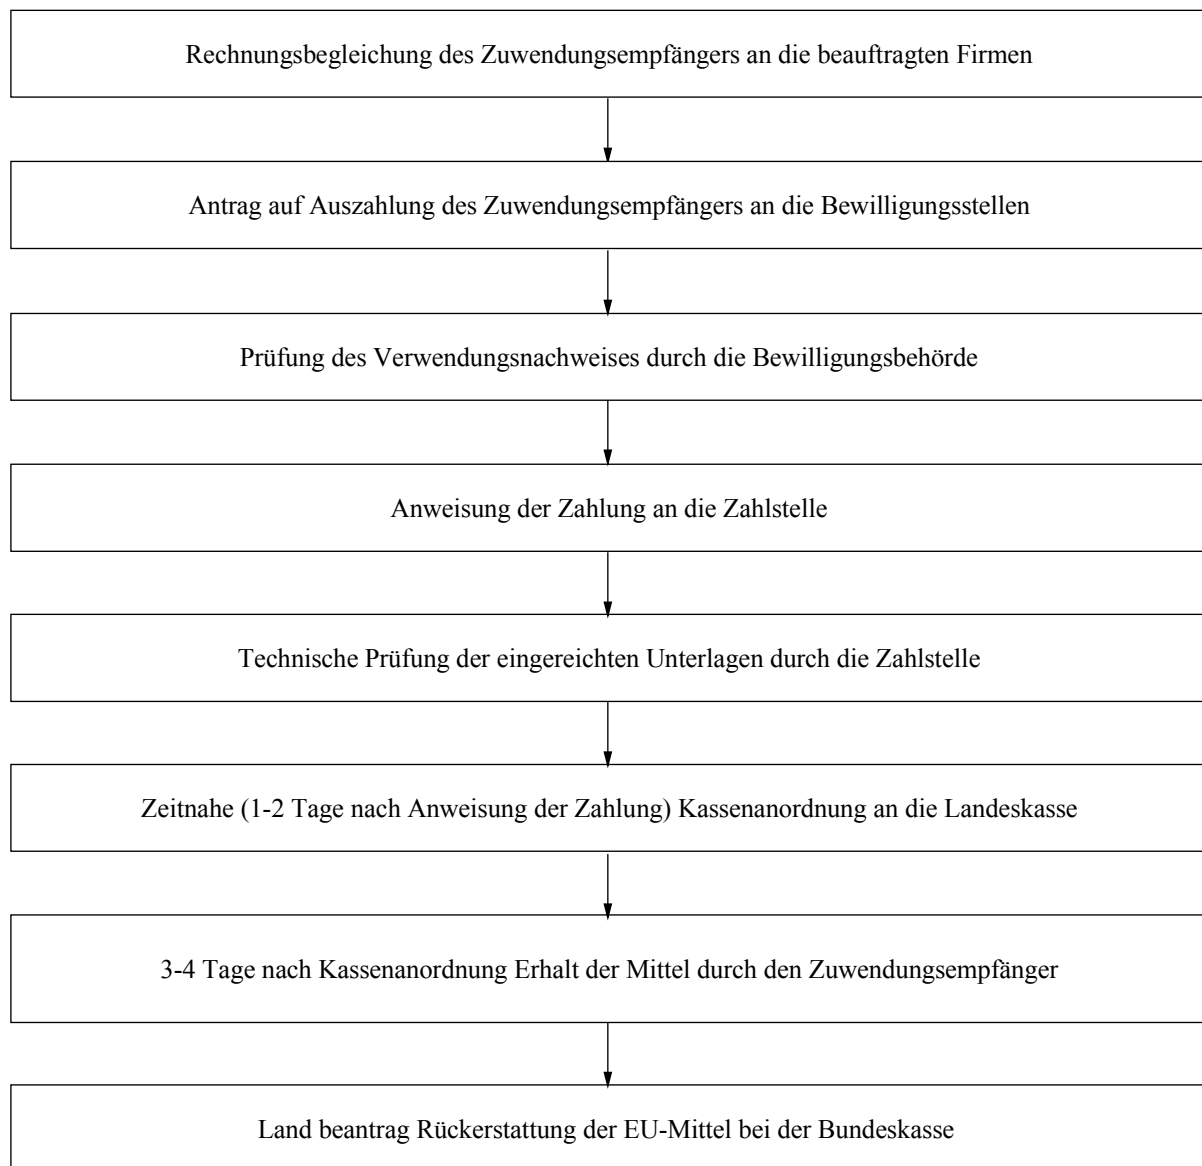 Rechnungsbegleichung des Zuwendungsempfängers an die beauftragten Firmen
Antrag auf Auszahlung des Zuwendungsempfängers an die Bewilligungsstellen
Prüfung des Verwendungsnachweises durch die Bewilligungsbehörde
Anweisung der Zahlung an die Zahlstelle
Technische Prüfung der eingereichten Unterlagen durch die Zahlstelle
Zeitnahe (1-2 Tage nach Anweisung der Zahlung) Kassenanordnung an die Landeskasse
3-4 Tage nach Kassenanordnung Erhalt der Mittel durch den Zuwendungsempfänger
Land beantrag Rückerstattung der EU-Mittel bei der Bundeskasse